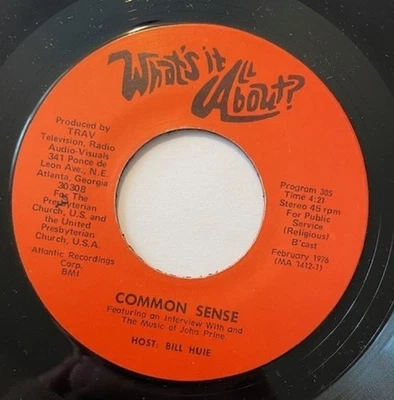 What's it
All
About?
Produced by
TRAV
Television, Radio
Audio-Visuals
341 Ponce de
Leon Ave., N.E.
Atlanta, Georgia
30308
For The
Presbyterian
Church, U.S. and
the United
Presbyterian
Church, U.S.A.
Atlantic Recordings
Corp.
BMI
Program 305
Time 4:21
Stereo 45 rpm
For Public
Service
(Religious)
B'cast
February 1976
(MA 1412-1)
COMMON SENSE
Featuring an Interview With and
The Music of John Prine
HOST: BILL HUIE